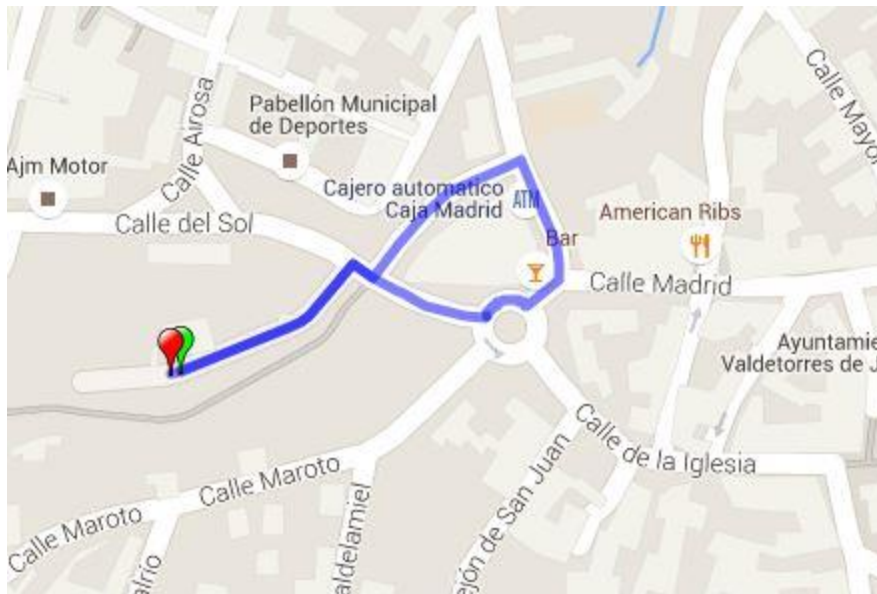 Calle Airosa
Pabellón Municipal
de Deportes
Calle Mayor
Ajm Motor
Cajero automatico
Caja Madrid
ATM
American Ribs
Calle del Sol
Bar
Calle Madrid
Ayuntamie
Valdetorres de J
Calle de la Iglesia
Calle Maroto
Calle Maroto
ejón de San Juan
aldelamiel
alrío